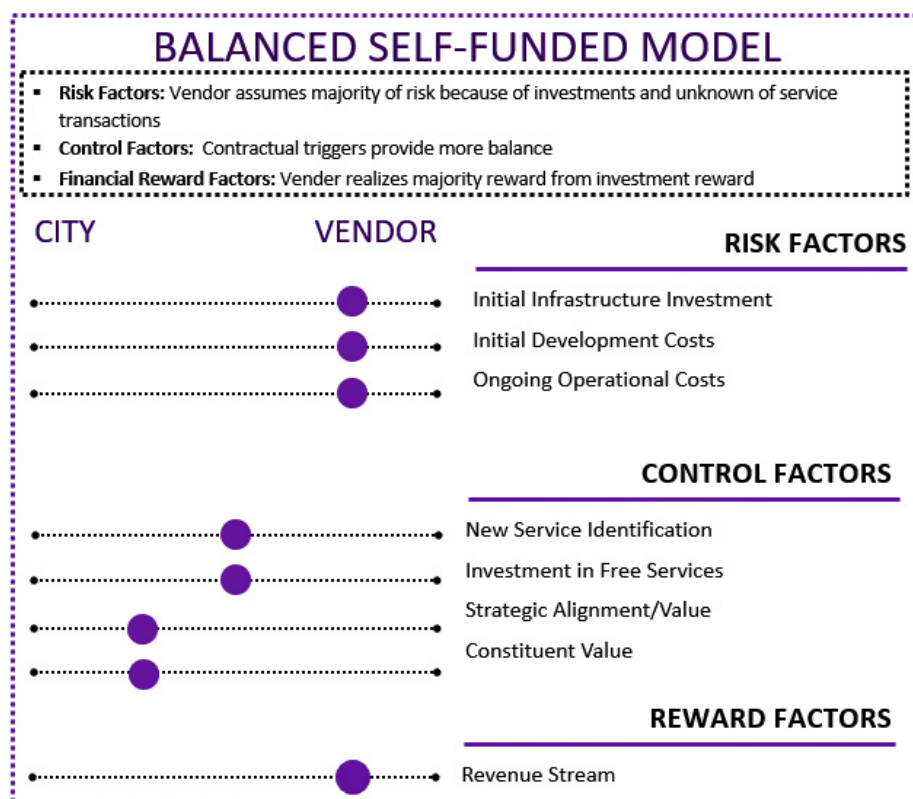 BALANCED SELF-FUNDED MODEL
▪ Risk Factors: Vendor assumes majority of risk because of investments and unknown of service
transactions
▪ Control Factors: Contractual triggers provide more balance
▪ Financial Reward Factors: Vender realizes majority reward from investment reward
CITY VENDOR
RISK FACTORS
Initial Infrastructure Investment
Initial Development Costs
Ongoing Operational Costs
CONTROL FACTORS
New Service Identification
Investment in Free Services
Strategic Alignment/Value
Constituent Value
REWARD FACTORS
Revenue Stream